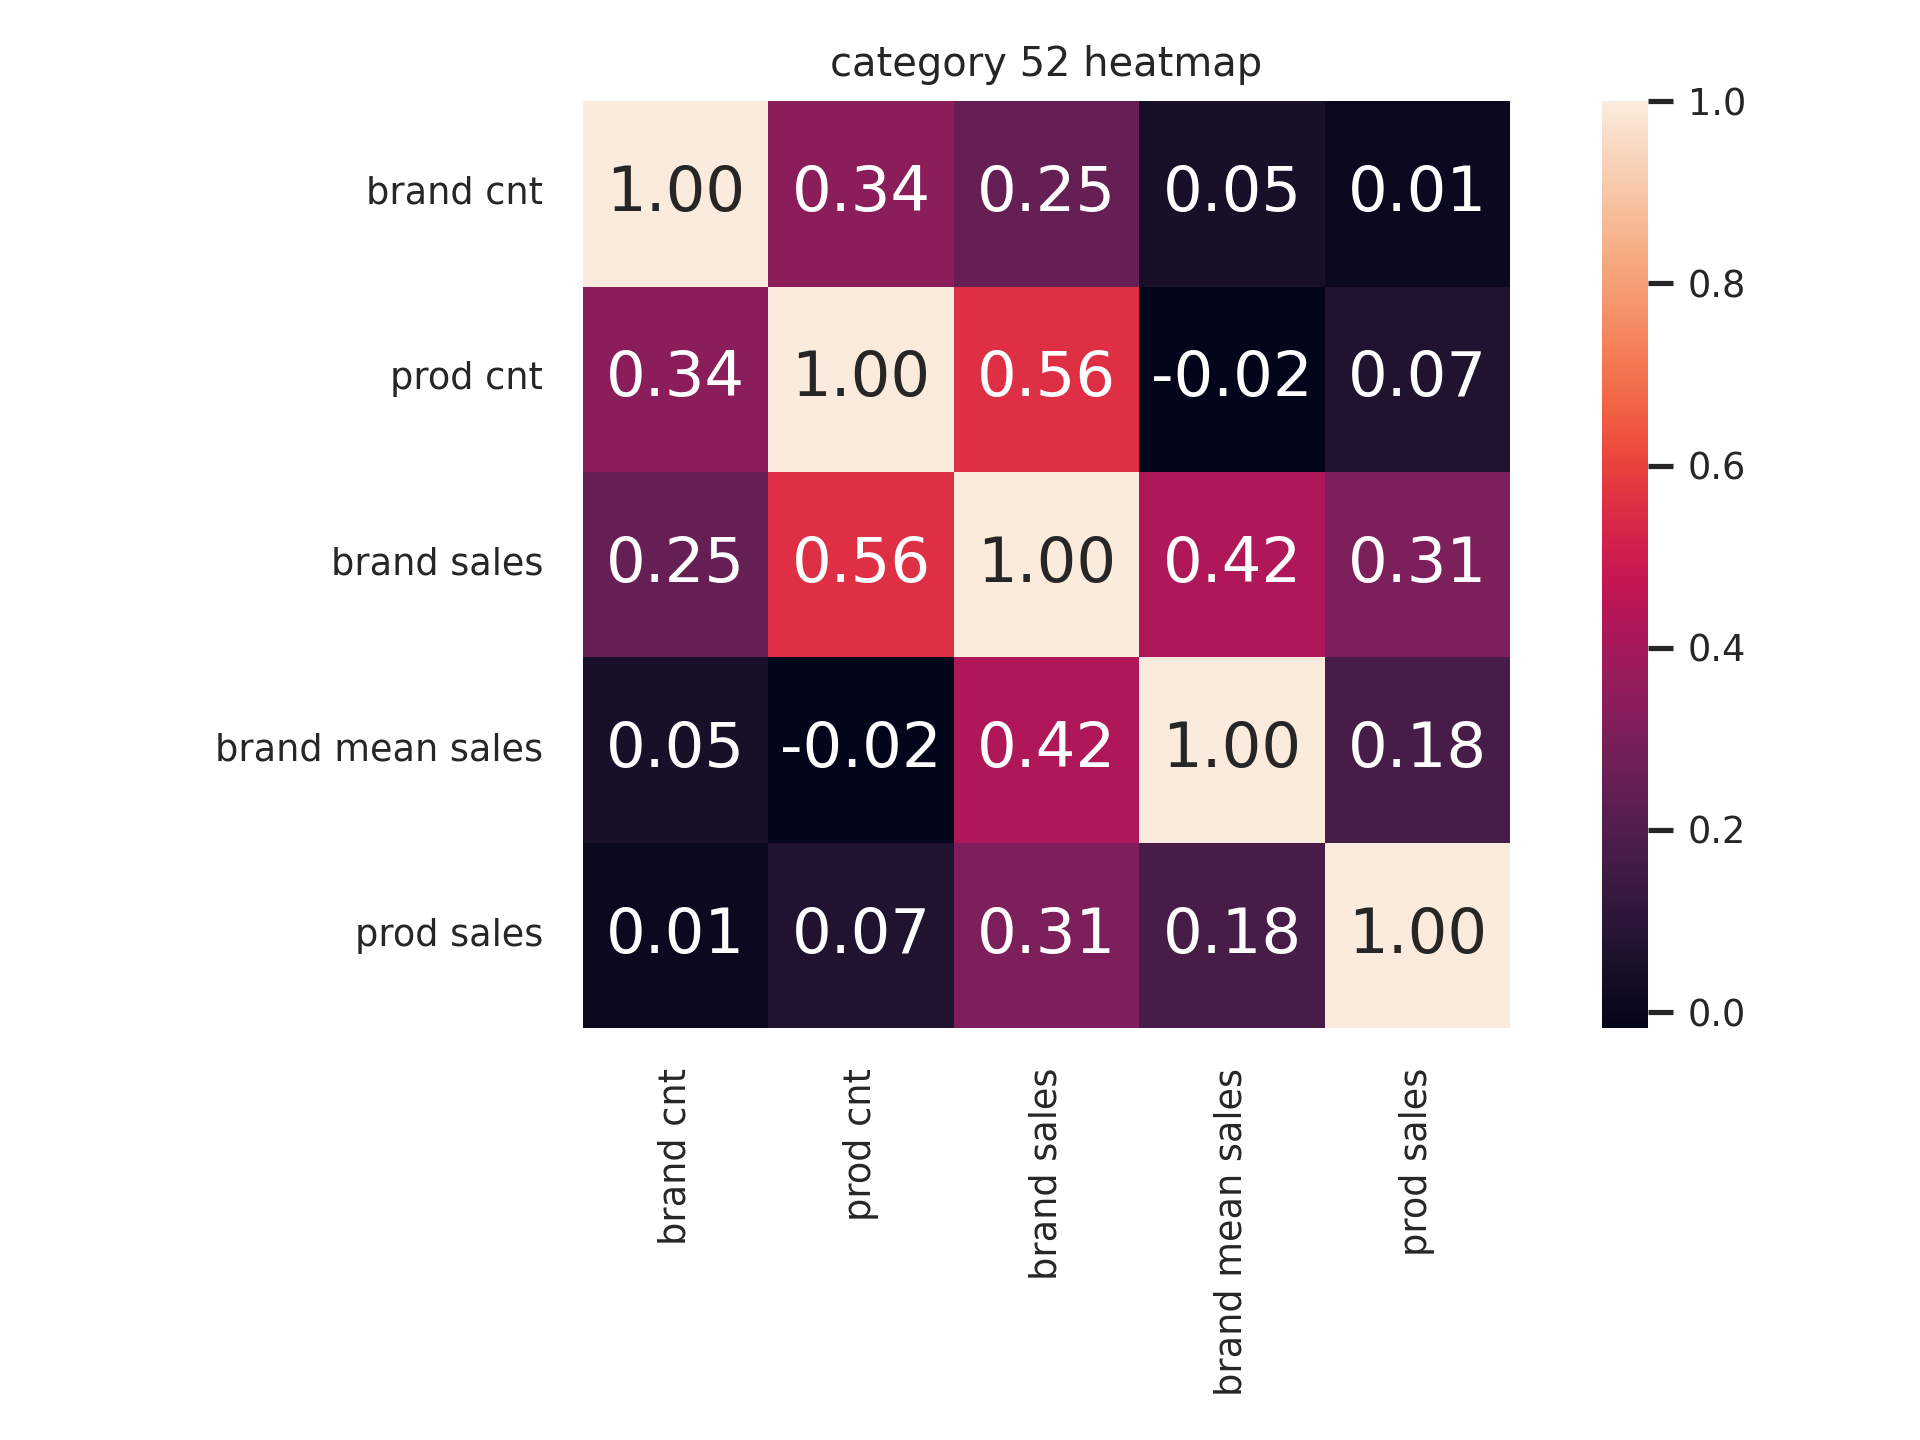 category 52 heatmap
brand cnt 1.00 0.34 0.25 0.05 0.01
prod cnt 0.34 1.00 0.56 -0.02 0.07
brand sales 0.25 0.56 1.00 0.42 0.31
brand mean sales 0.05 -0.02 0.42 1.00 0.18
prod sales 0.01 0.07 0.31 0.18 1.00
brand cnt
prod cnt
brand sales
brand mean sales
prod sales
1.0
0.8
0.6
0.4
0.2
0.0